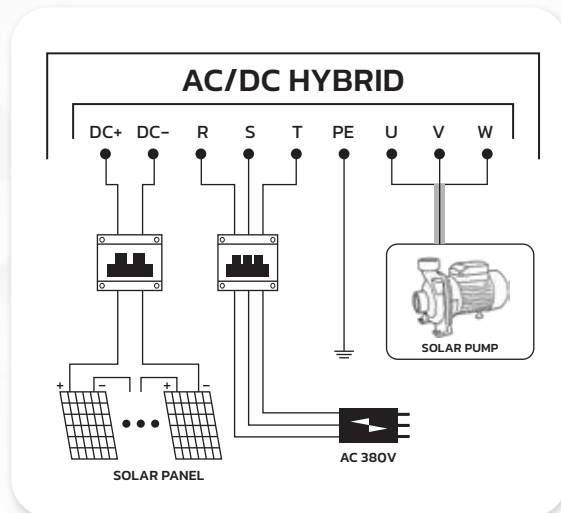 AC/DC HYBRID
DC+ DC- R S T PE U V W
SOLAR PUMP
+ − + −
AC 380V
SOLAR PANEL